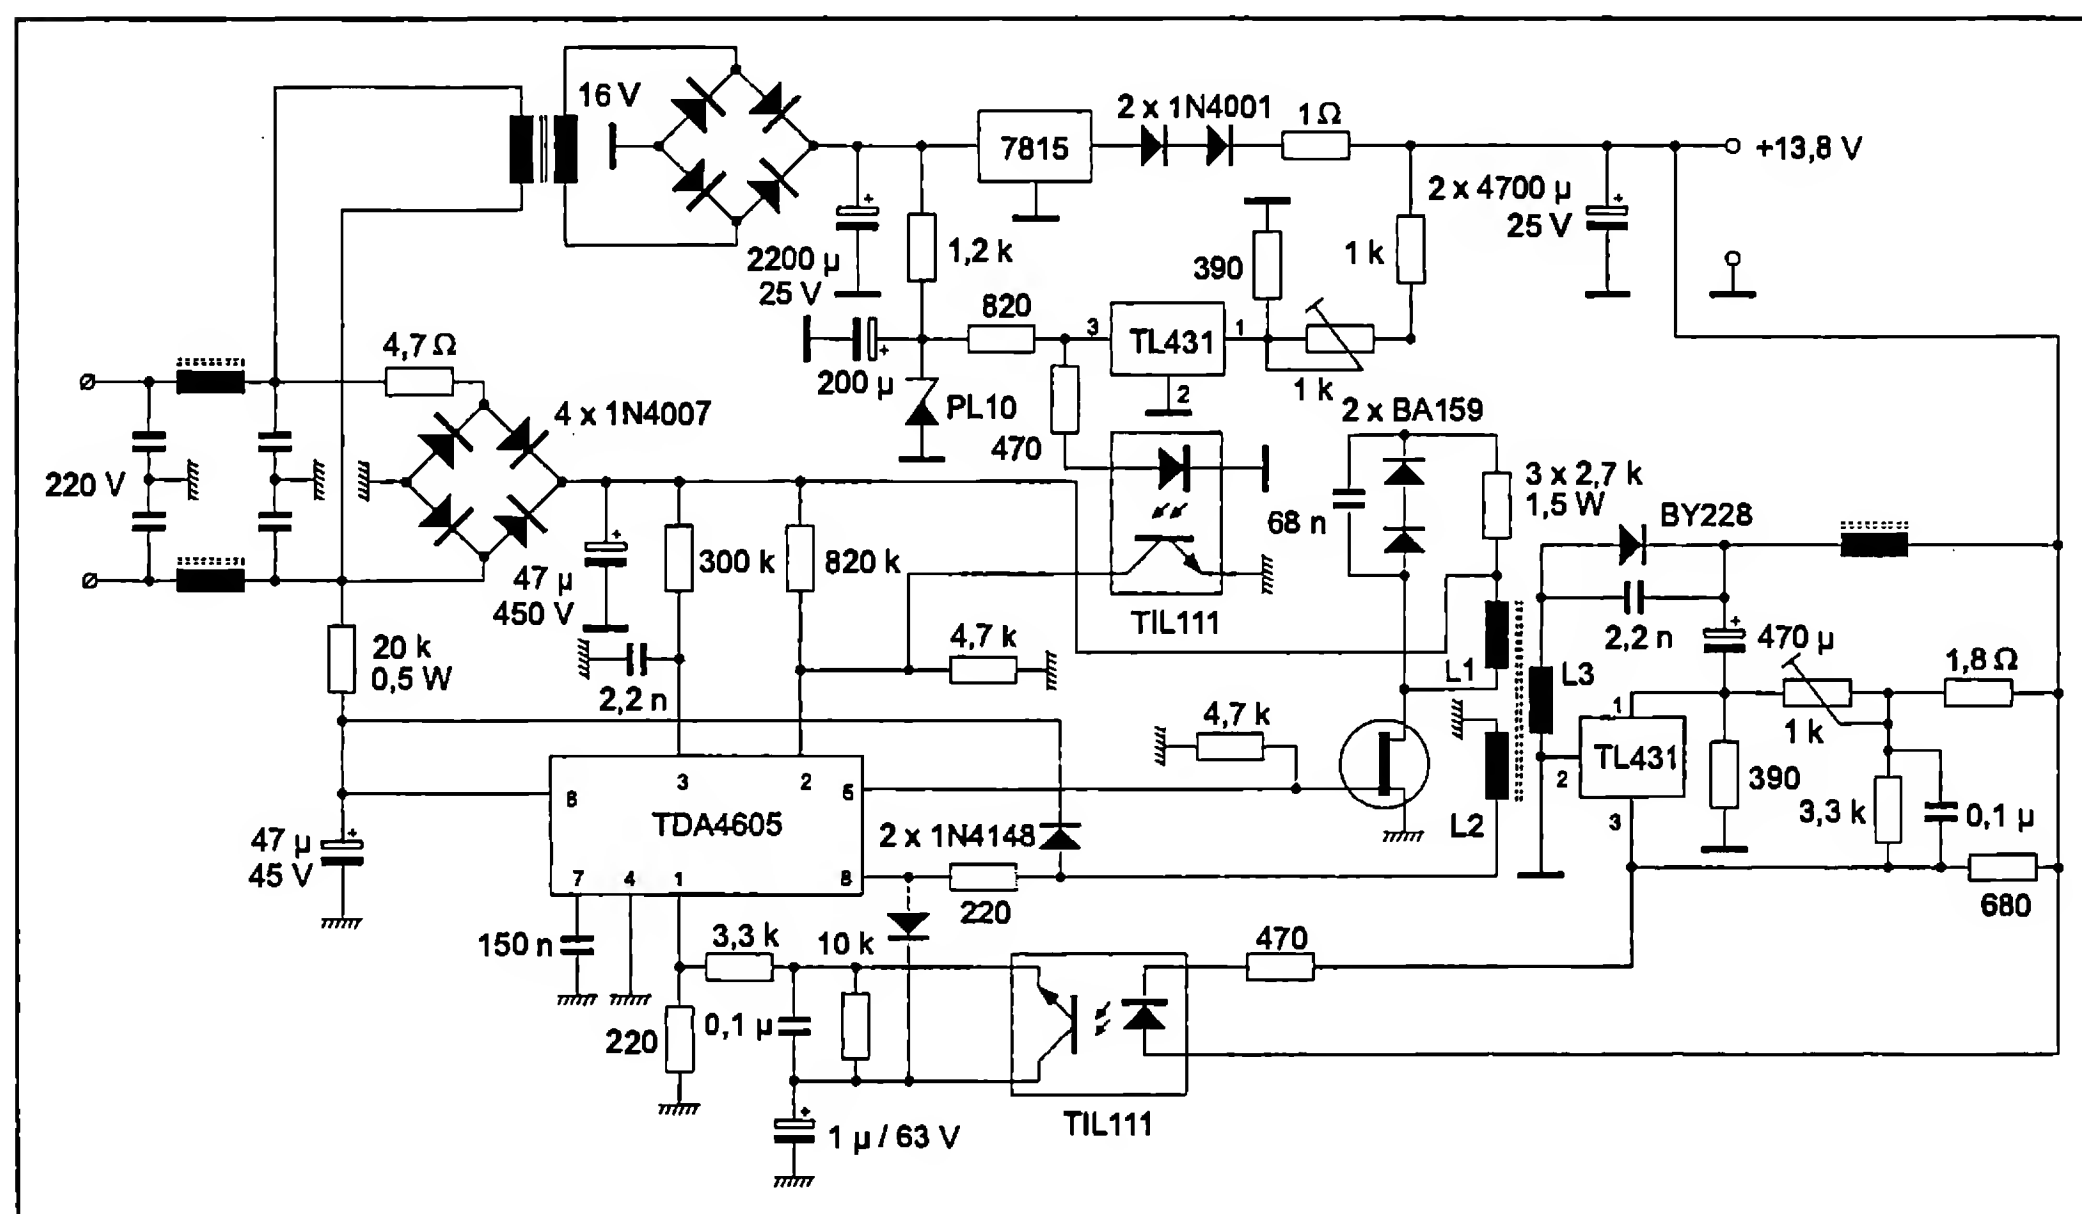 16 V
7815
2 x 1N4001
1 Ω
+13,8 V
2 x 4700 µ
25 V
2200 µ
25 V
1,2 k
390
1 k
820
3
TL431
1
2
1 k
200 µ
PL10
470
4,7 Ω
4 x 1N4007
220 V
2 x BA159
68 n
3 x 2,7 k
1,5 W
BY228
TIL111
47 µ
450 V
300 k
820 k
2,2 n
4,7 k
20 k
0,5 W
L1
L2
L3
2,2 n
470 µ
1,8 Ω
1 k
1
TL431
2
3
390
3,3 k
0,1 µ
680
4,7 k
3
2
6
5
TDA4605
7
4
1
8
2 x 1N4148
220
47 µ
45 V
150 n
3,3 k
10 k
220
0,1 µ
470
TIL111
1 µ / 63 V